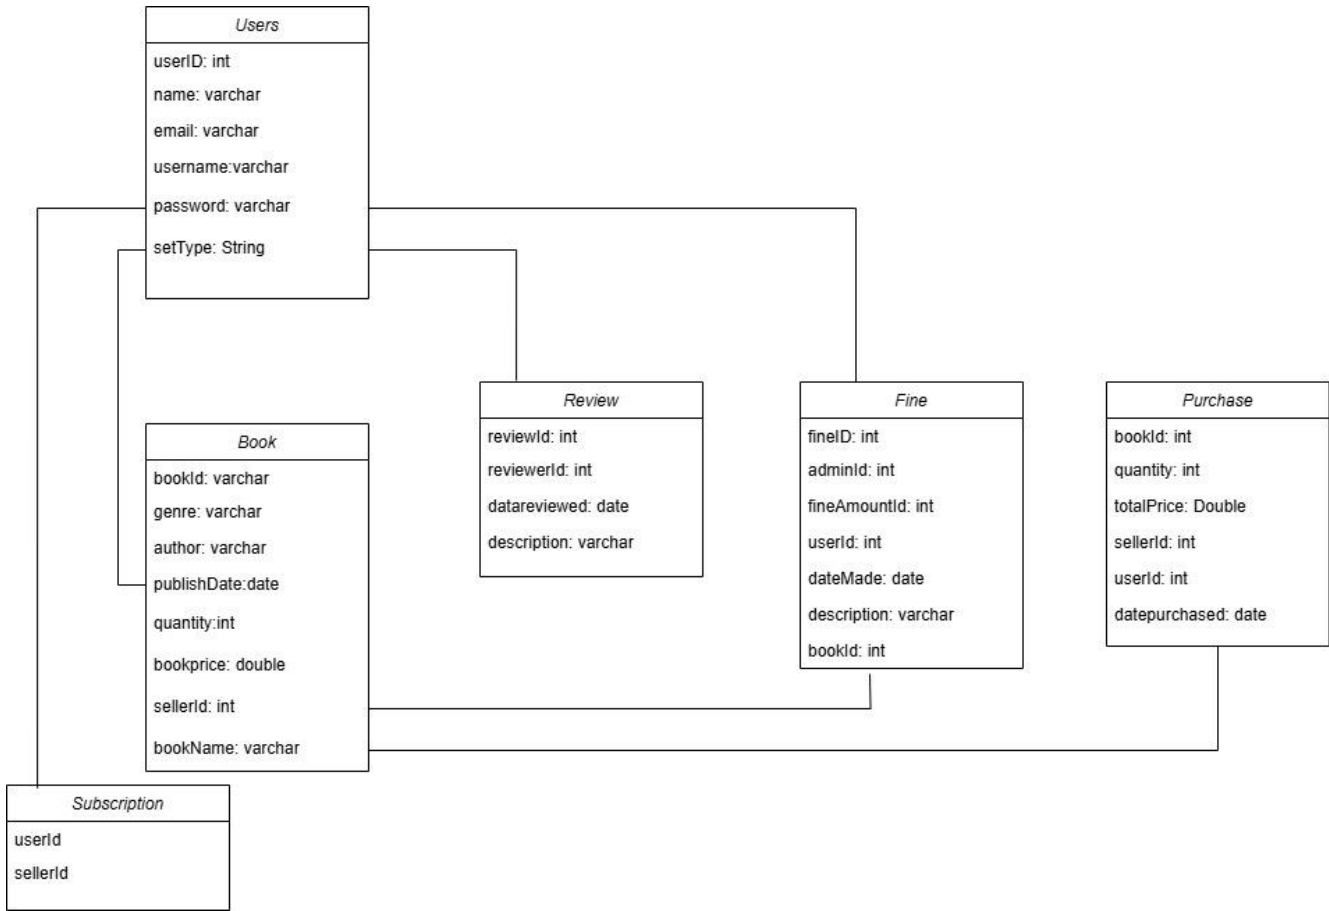 Users
userID: int
name: varchar
email: varchar
username:varchar
password: varchar
setType: String
Review
reviewId: int
reviewerId: int
datareviewed: date
description: varchar
Fine
fineID: int
adminId: int
fineAmountId: int
userId: int
dateMade: date
description: varchar
bookId: int
Purchase
bookId: int
quantity: int
totalPrice: Double
sellerId: int
userId: int
datepurchased: date
Book
bookId: varchar
genre: varchar
author: varchar
publishDate:date
quantity:int
bookprice: double
sellerId: int
bookName: varchar
Subscription
userId
sellerId